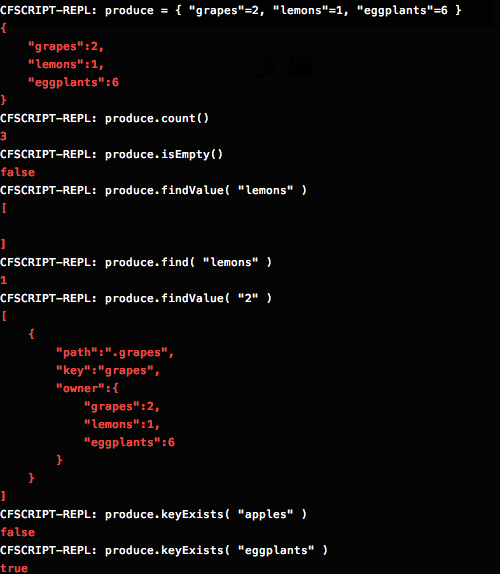 CFSCRIPT-REPL: produce = { "grapes"=2, "lemons"=1, "eggplants"=6 }
{
    "grapes":2,
    "lemons":1,
    "eggplants":6
}
CFSCRIPT-REPL: produce.count()
3
CFSCRIPT-REPL: produce.isEmpty()
false
CFSCRIPT-REPL: produce.findValue( "lemons" )
[

]
CFSCRIPT-REPL: produce.find( "lemons" )
1
CFSCRIPT-REPL: produce.findValue( "2" )
[
    {
        "path":".grapes",
        "key":"grapes",
        "owner":{
            "grapes":2,
            "lemons":1,
            "eggplants":6
        }
    }
]
CFSCRIPT-REPL: produce.keyExists( "apples" )
false
CFSCRIPT-REPL: produce.keyExists( "eggplants" )
true